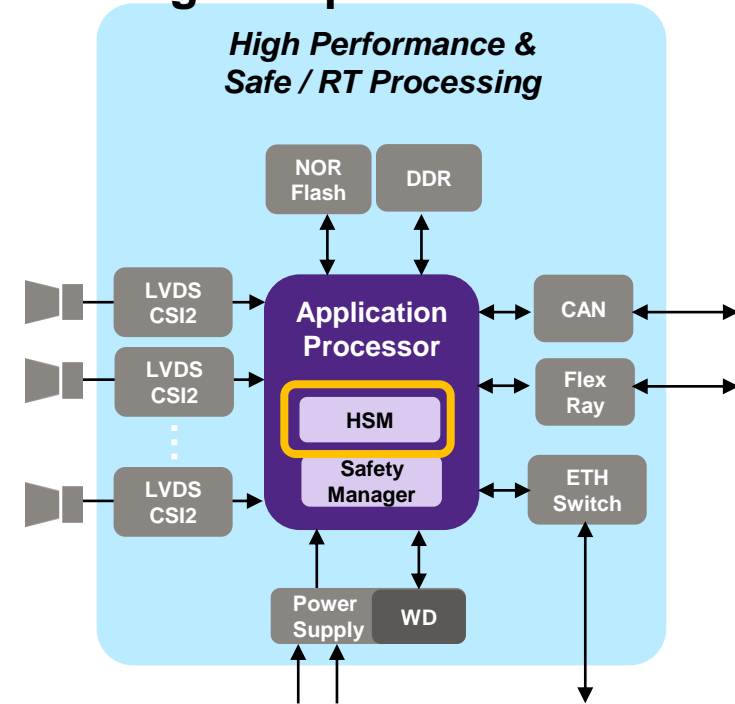 High Performance &
Safe / RT Processing
NOR
Flash
DDR
LVDS
CSI2
Application
Processor
CAN
LVDS
CSI2
Flex
Ray
HSM
Safety
Manager
LVDS
CSI2
ETH
Switch
Power
Supply
WD